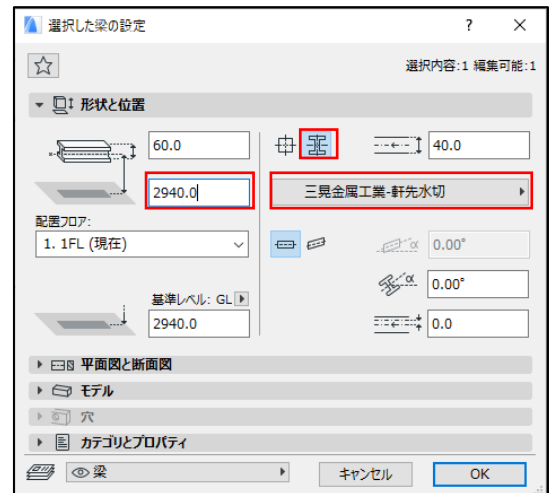 選択した梁の設定
? ×
選択内容:1 編集可能:1
形状と位置
60.0
40.0
2940.0
三晃金属工業-軒先水切
配置フロア:
1. 1FL (現在)
α 0.00°
α 0.00°
基準レベル: GL
2940.0
0.0
平面図と断面図
モデル
穴
カテゴリとプロパティ
梁
キャンセル
OK